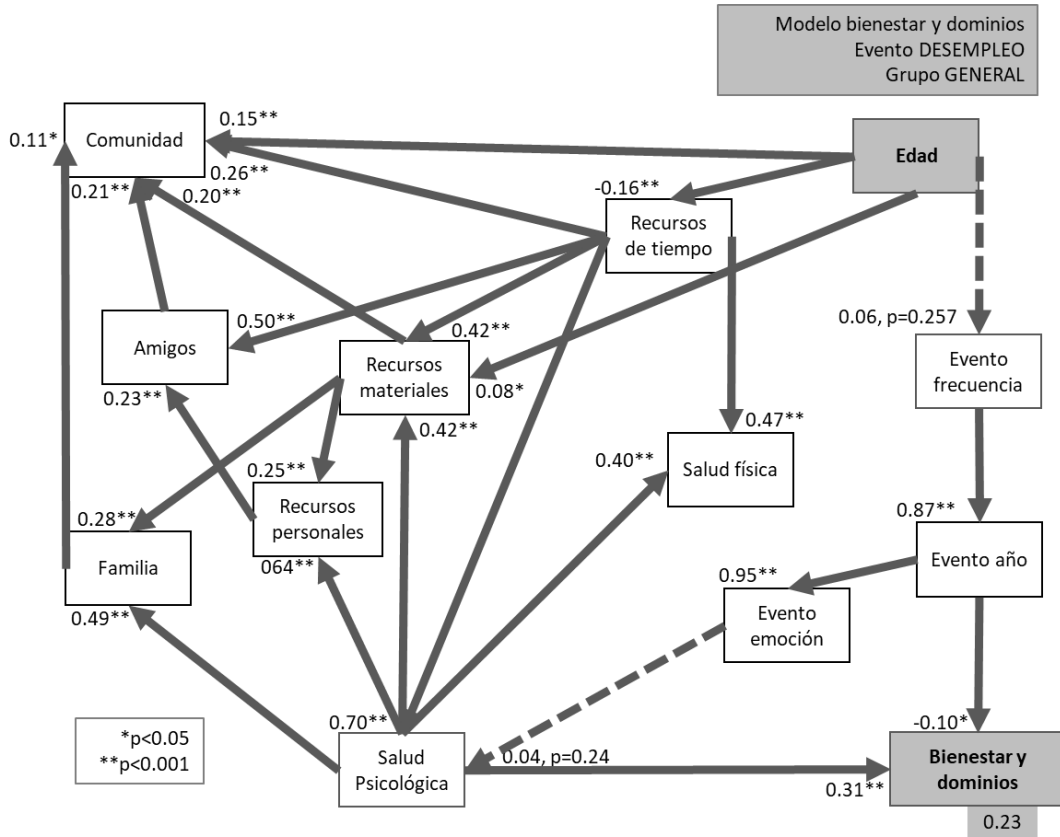 Modelo bienestar y dominios
Evento DESEMPLEO
Grupo GENERAL
0.11*
Comunidad
0.15**
0.26**
0.21**
0.20**
Edad
-0.16**
Recursos
de tiempo
0.06, p=0.257
Evento
frecuencia
0.50**
Amigos
0.42**
Recursos
materiales
0.08*
0.23**
0.42**
0.47**
0.40**
Salud física
0.25**
Recursos
personales
0.28**
Familia
064**
0.49**
0.87**
Evento año
0.95**
Evento
emoción
*p<0.05
**p<0.001
0.70**
Salud
Psicológica
0.04, p=0.24
-0.10*
Bienestar y
dominios
0.31**
0.23